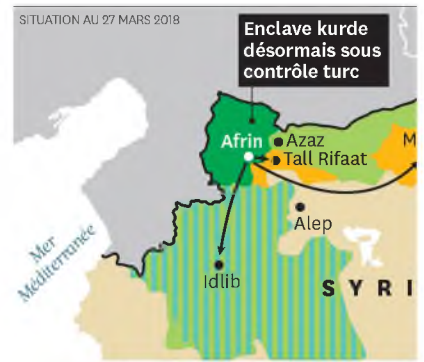 SITUATION AU 27 MARS 2018
Enclave kurde
désormais sous
contrôle turc
Afrin
Azaz
M
Tall Rifaat
Alep
Mer
Méditerranée
Idlib
SYRI